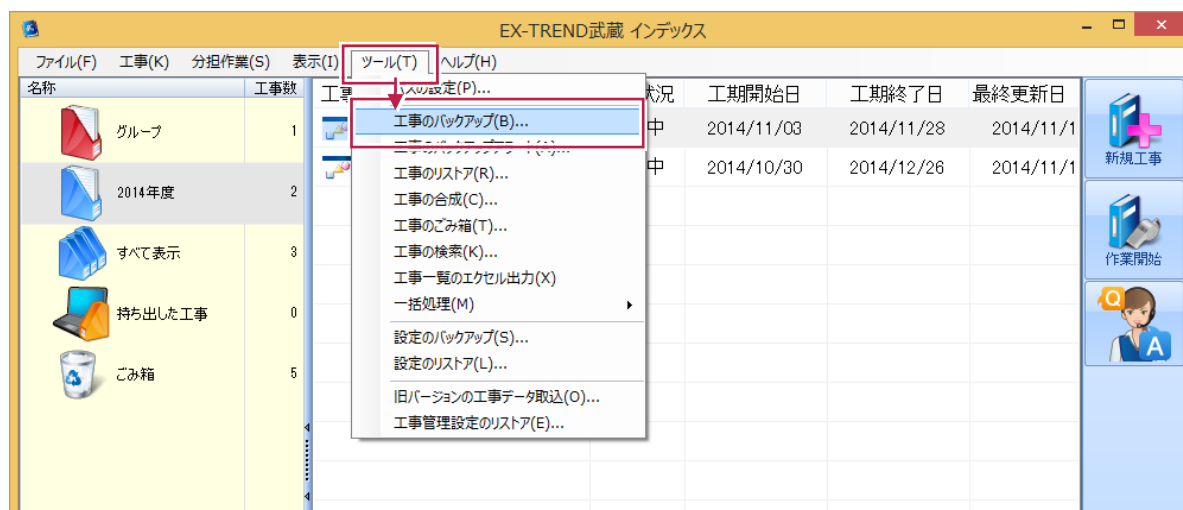 EX-TREND武蔵 インデックス
ファイル(F) 工事(K) 分担作業(S) 表示(I) ツール(T) ヘルプ(H)
名称 工事数
グループ 1
2014年度 2
すべて表示 3
持ち出した工事 0
ごみ箱 5
パスの設定(P)...
工事のバックアップ(B)...
工事のリストア(R)...
工事の合成(C)...
工事のごみ箱(T)...
工事の検索(K)...
工事一覧のエクセル出力(X)
一括処理(M)
設定のバックアップ(S)...
設定のリストア(L)...
旧バージョンの工事データ取込(O)...
工事管理設定のリストア(E)...
工事 状況 工期開始日 工期終了日 最終更新日
中 2014/11/03 2014/11/28 2014/11/1
中 2014/10/30 2014/12/26 2014/11/1
新規工事
作業開始
Q
A